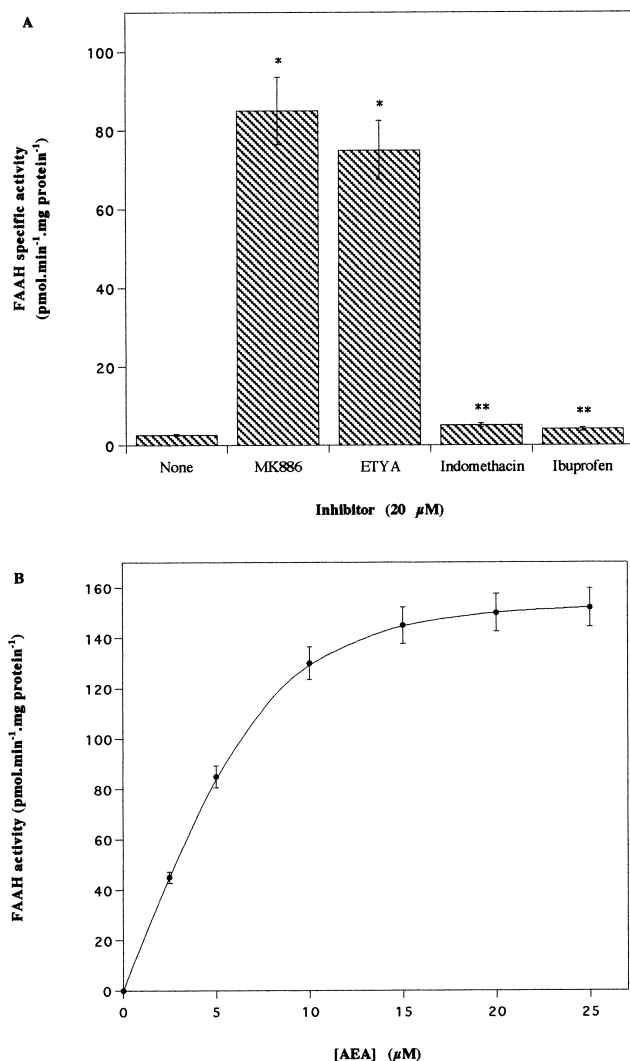 A
FAAH specific activity
(pmol.min-1.mg protein-1)
100
80
60
40
20
0
*
*
**
**
None MK886 ETYA Indomethacin Ibuprofen
Inhibitor (20 µM)
B
FAAH activity (pmol.min-1.mg protein-1)
160
140
120
100
80
60
40
20
0
0 5 10 15 20 25
[AEA] (µM)